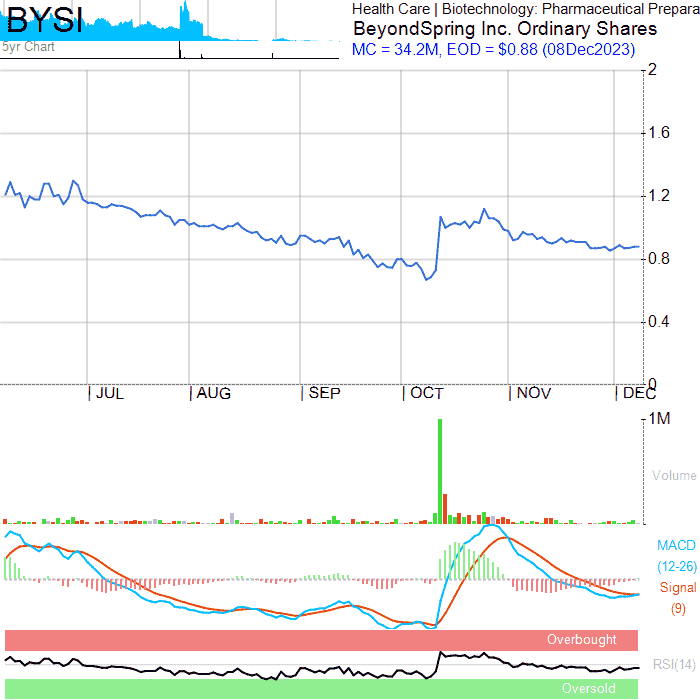 BYSI
5yr Chart
Health Care | Biotechnology: Pharmaceutical Prepara
BeyondSpring Inc. Ordinary Shares
MC = 34.2M, EOD = $0.88 (08Dec2023)
2
1.6
1.2
0.8
0.4
0
JUL AUG SEP OCT NOV DEC
1M
Volume
MACD
(12-26)
Signal
(9)
Overbought
RSI(14)
Oversold